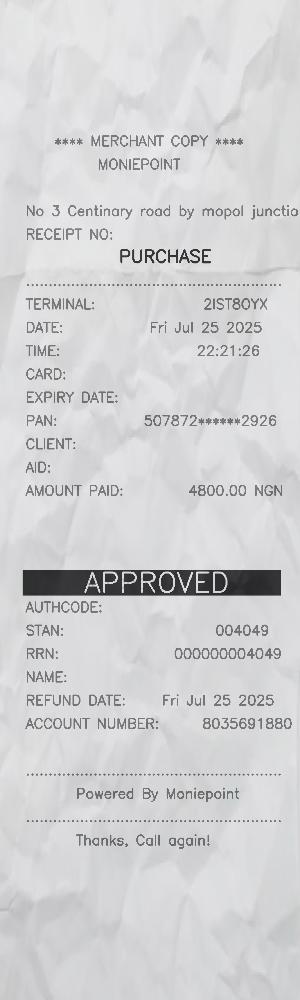 **** MERCHANT COPY ****
MONIEPOINT
No 3 Centinary road by mopol junctio
RECEIPT NO:
PURCHASE
TERMINAL: 2IST8OYX
DATE: Fri Jul 25 2025
TIME: 22:21:26
CARD:
EXPIRY DATE:
PAN: 507872******2926
CLIENT:
AID:
AMOUNT PAID: 4800.00 NGN
APPROVED
AUTHCODE:
STAN: 004049
RRN: 000000004049
NAME:
REFUND DATE: Fri Jul 25 2025
ACCOUNT NUMBER: 8035691880
Powered By Moniepoint
Thanks, Call again!